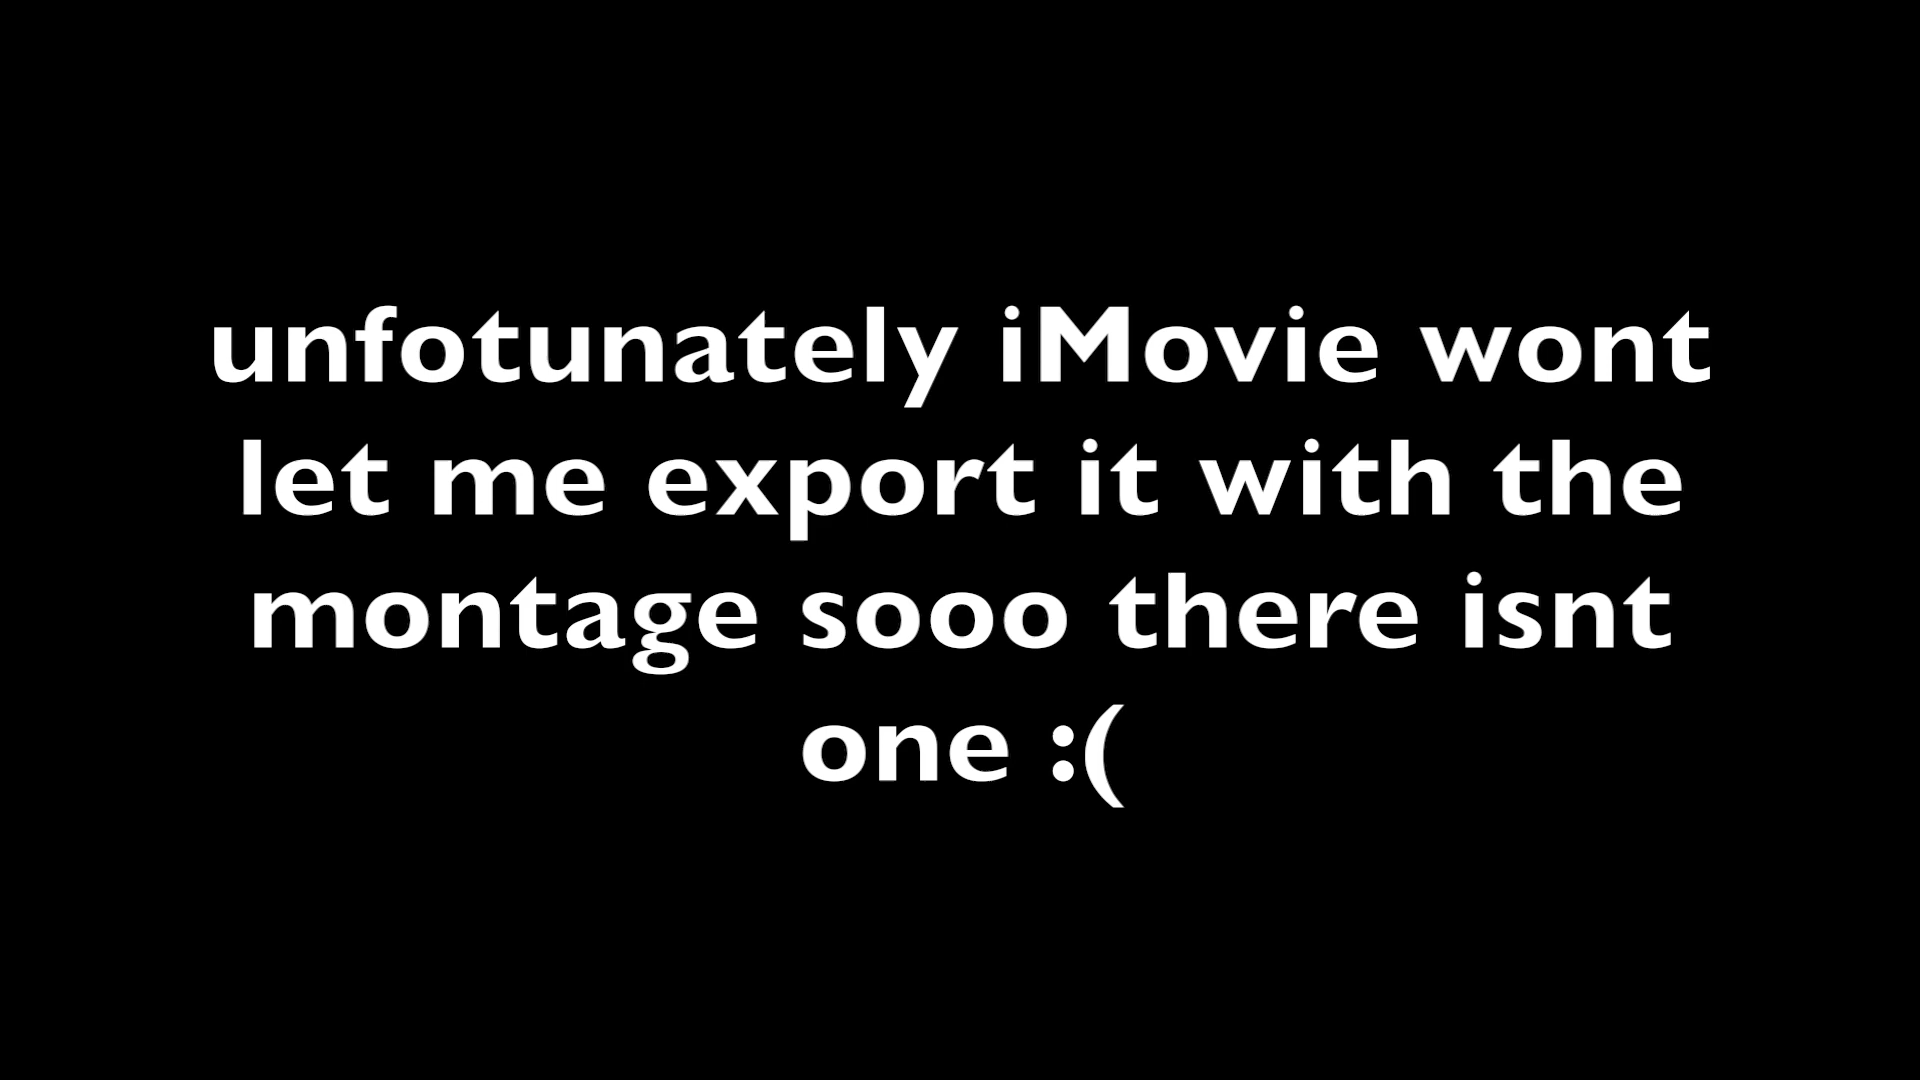 unfotunately iMovie wont
let me export it with the
montage sooo there isnt
one :(